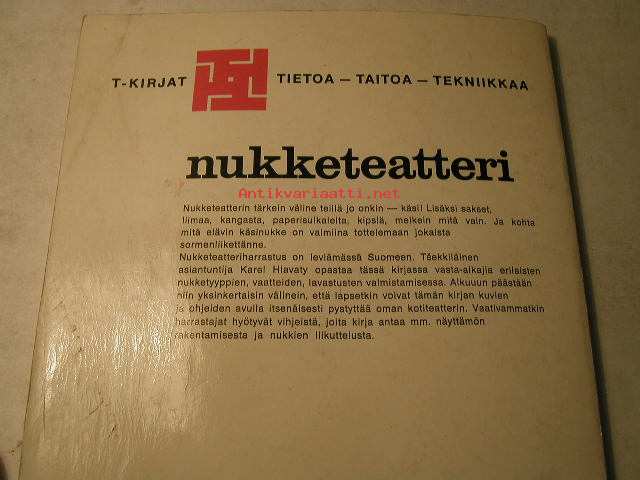 T-KIRJAT TIETOA — TAITOA — TEKNIIKKAA
nukketeatteri
Antikvariaatti.net
Nukketeatterin tärkein väline teillä jo onkin — käsi! Lisäksi sakset,
liimaa, kangasta, paperisuikaleita, kipsiä, melkein mitä vain. Ja kohta
mitä elävin käsinukke on valmiina tottelemaan jokaista
sormenliikettänne.
Nukketeatteriharrastus on leviämässä Suomeen. Tšekkiläinen
asiantuntija Karel Hlavaty opastaa tässä kirjassa vasta-alkajia erilaisten
nukketyyppien, vaatteiden, lavastusten valmistamisessa. Alkuun päästään
niin yksinkertaisin välinein, että lapsetkin voivat tämän kirjan kuvien
ja ohjeiden avulla itsenäisesti pystyttää oman kotiteatterin. Vaativammatkin
harrastajat hyötyvät vihjeistä, joita kirja antaa mm. näyttämön
rakentamisesta ja nukkien liikuttelusta.